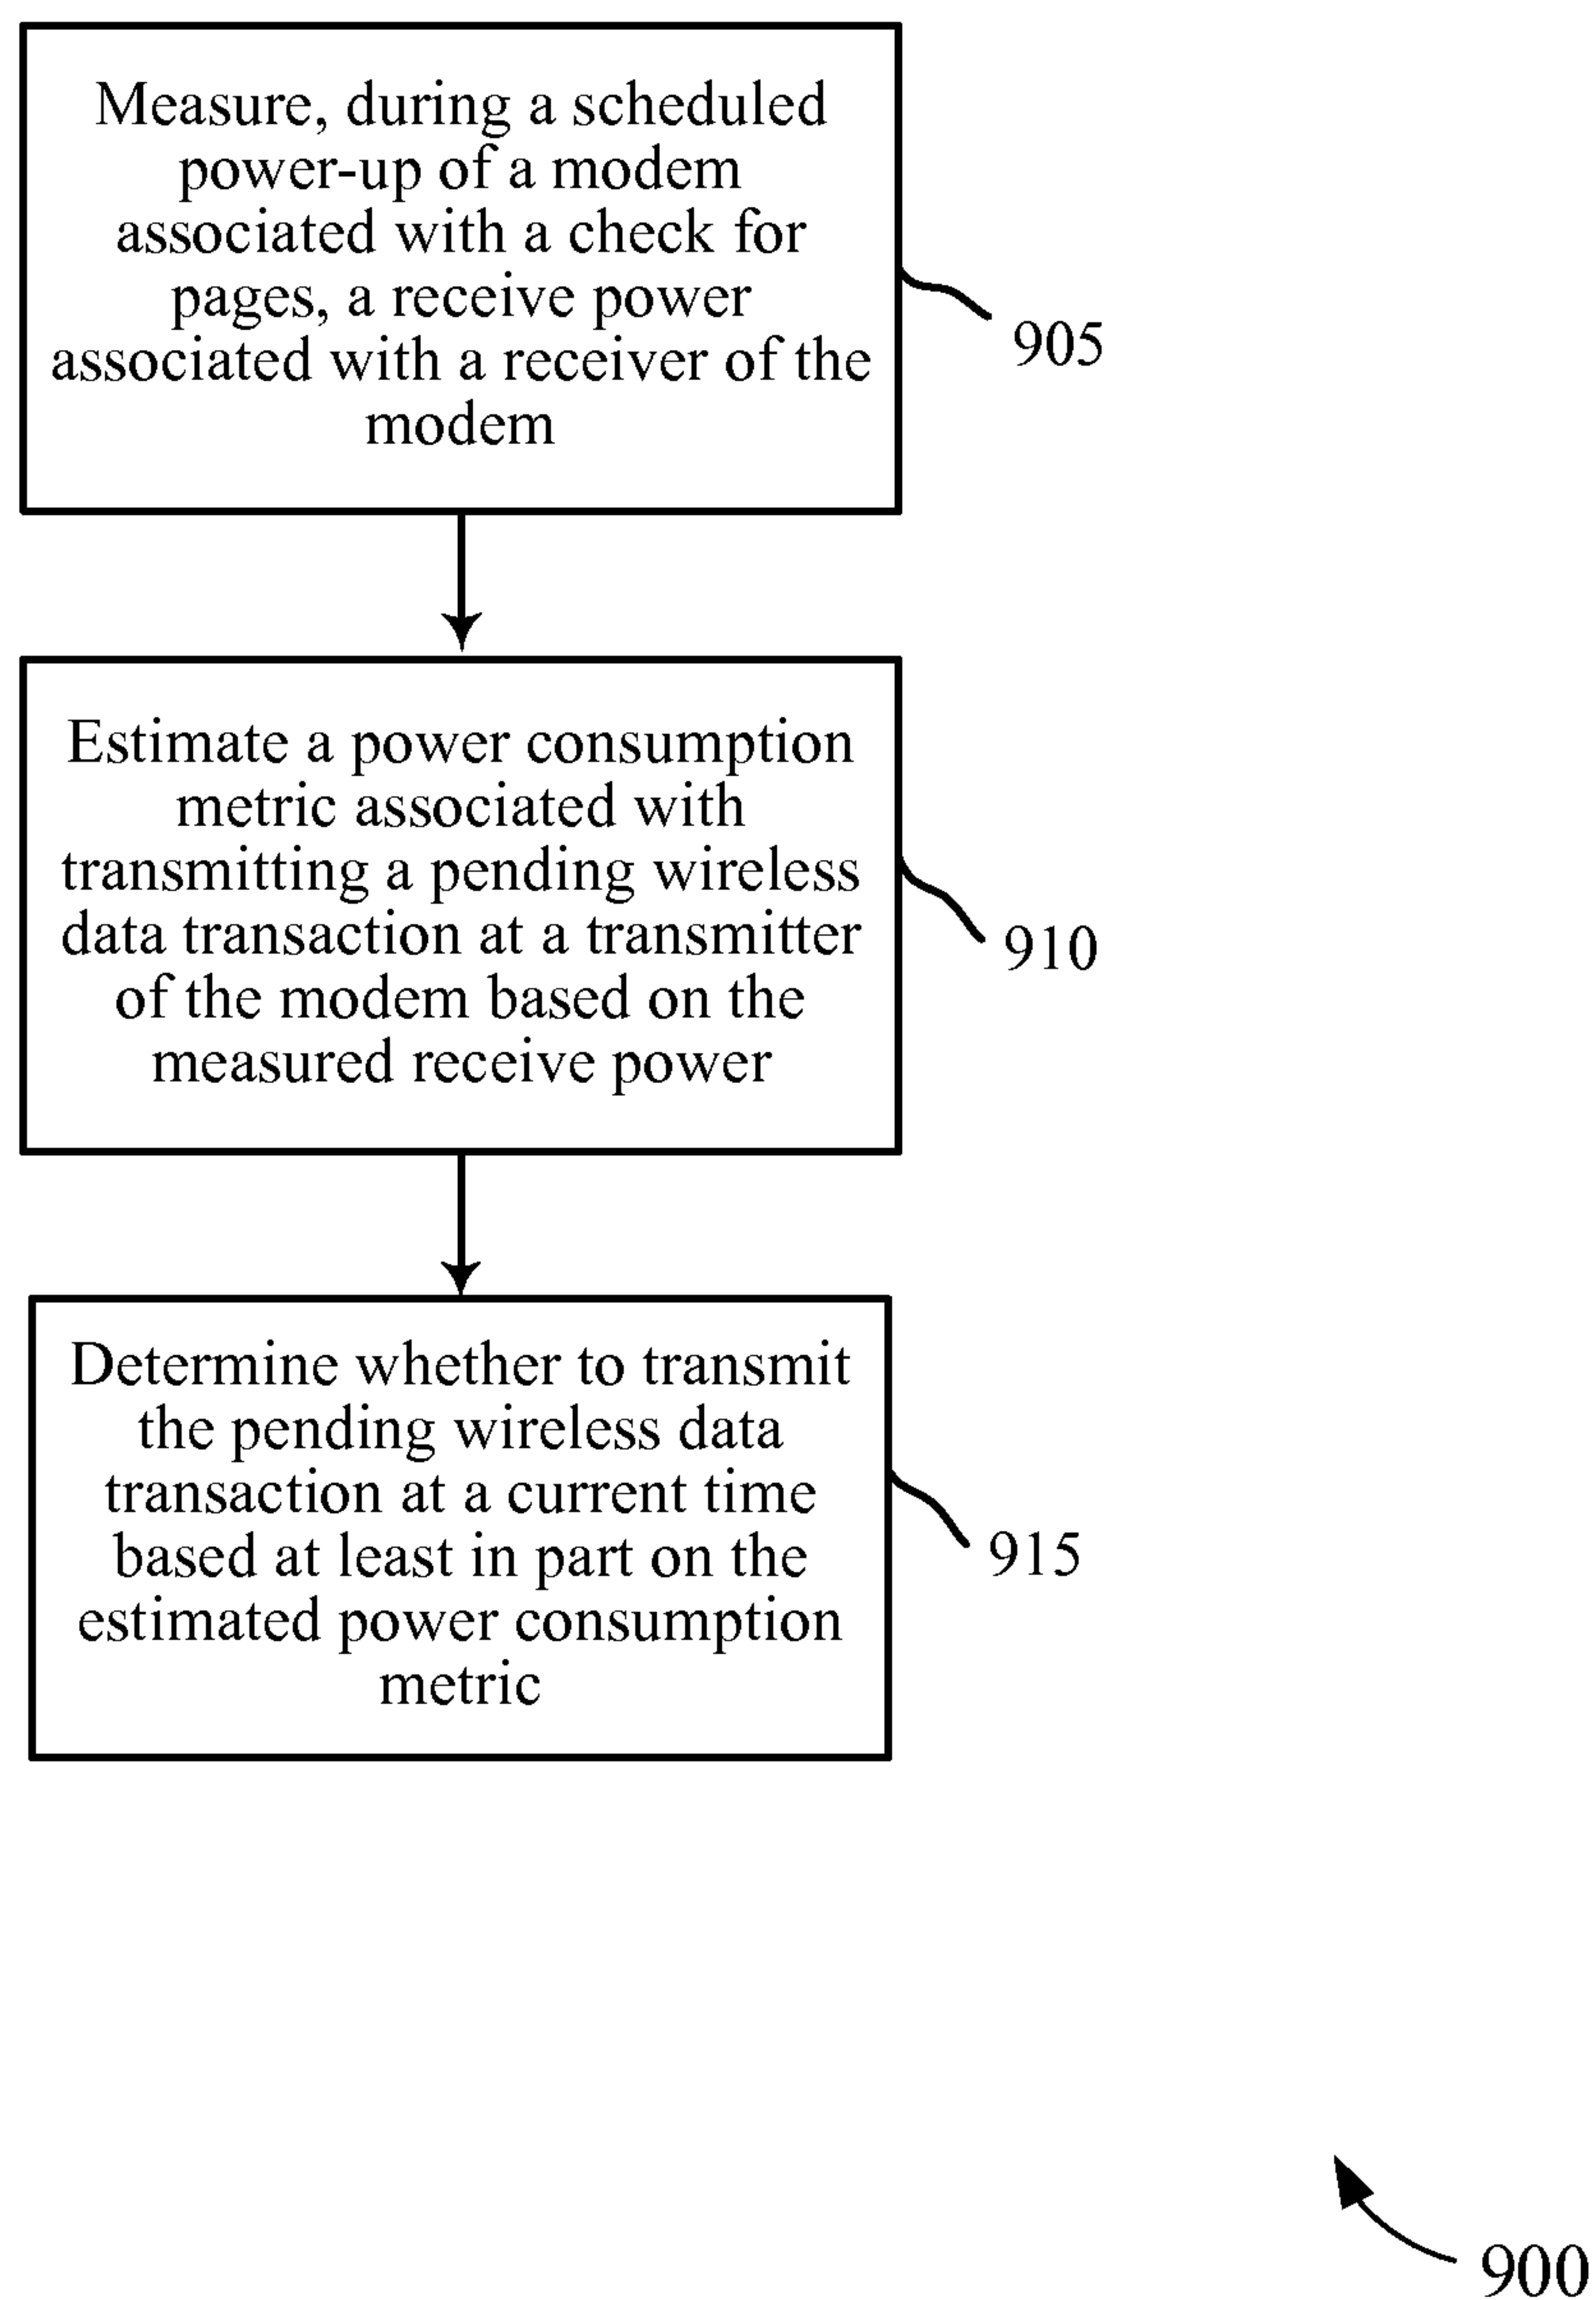 Measure, during a scheduled
power-up of a modem
associated with a check for
pages, a receive power
associated with a receiver of the
modem
905
Estimate a power consumption
metric associated with
transmitting a pending wireless
data transaction at a transmitter
of the modem based on the
measured receive power
910
Determine whether to transmit
the pending wireless data
transaction at a current time
based at least in part on the
estimated power consumption
metric
915
900